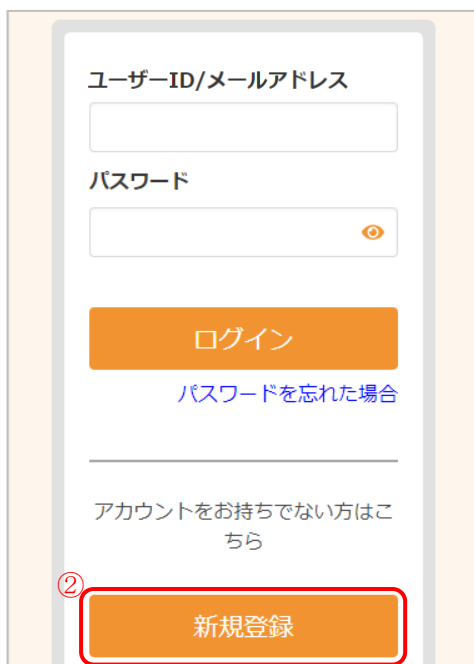 ユーザーID/メールアドレス
パスワード
ログイン
パスワードを忘れた場合
アカウントをお持ちでない方はこ
ちら
②
新規登録